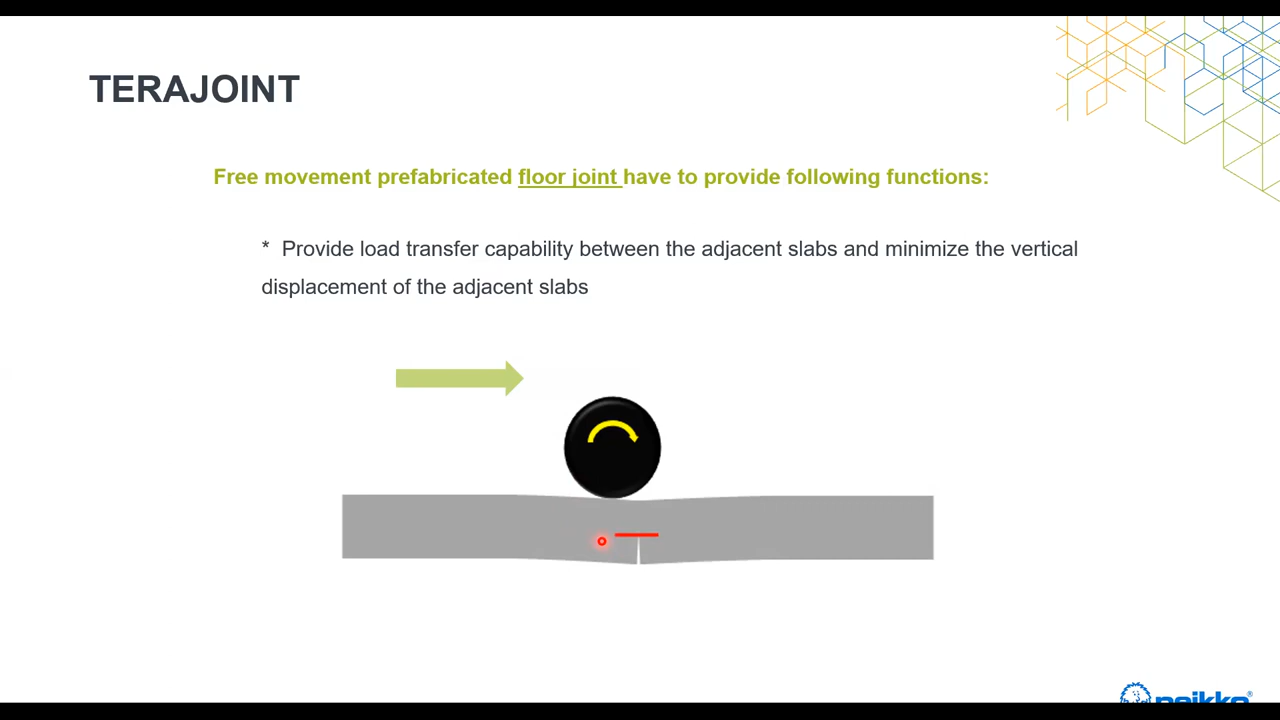 TERAJOINT
Free movement prefabricated floor joint have to provide following functions:
* Provide load transfer capability between the adjacent slabs and minimize the vertical
displacement of the adjacent slabs
peikko®